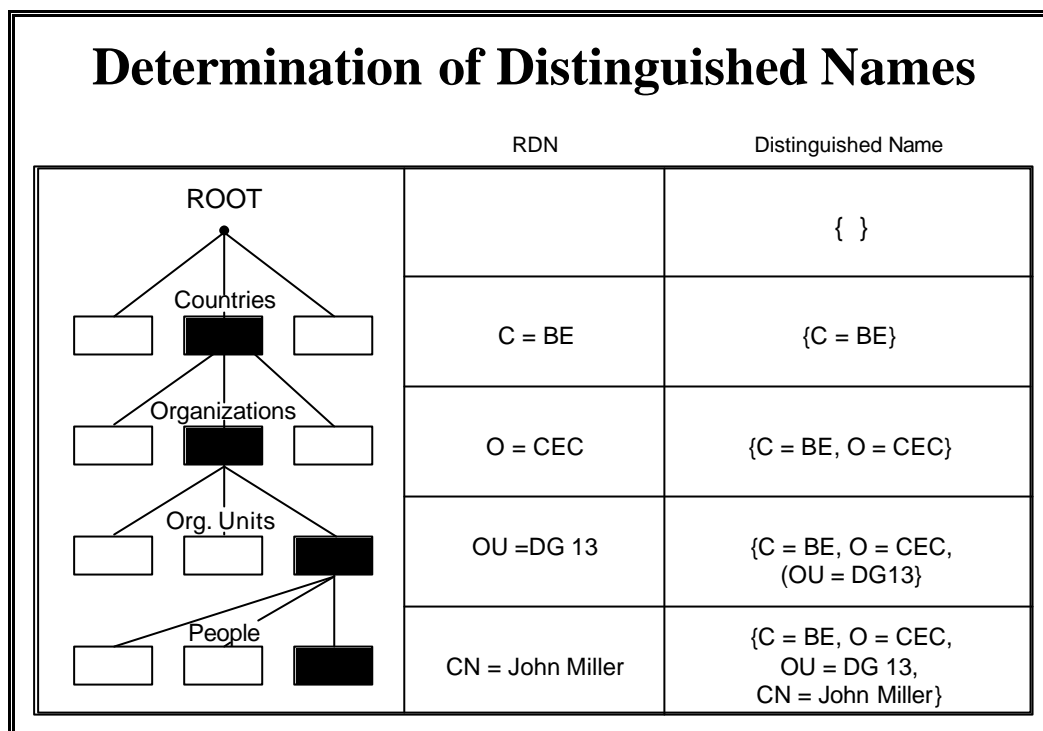 Determination of Distinguished Names
RDN
Distinguished Name
ROOT
{ }
Countries
C = BE
{C = BE}
Organizations
O = CEC
{C = BE, O = CEC}
Org. Units
OU =DG 13
{C = BE, O = CEC,
(OU = DG13}
People
CN = John Miller
{C = BE, O = CEC,
OU = DG 13,
CN = John Miller}